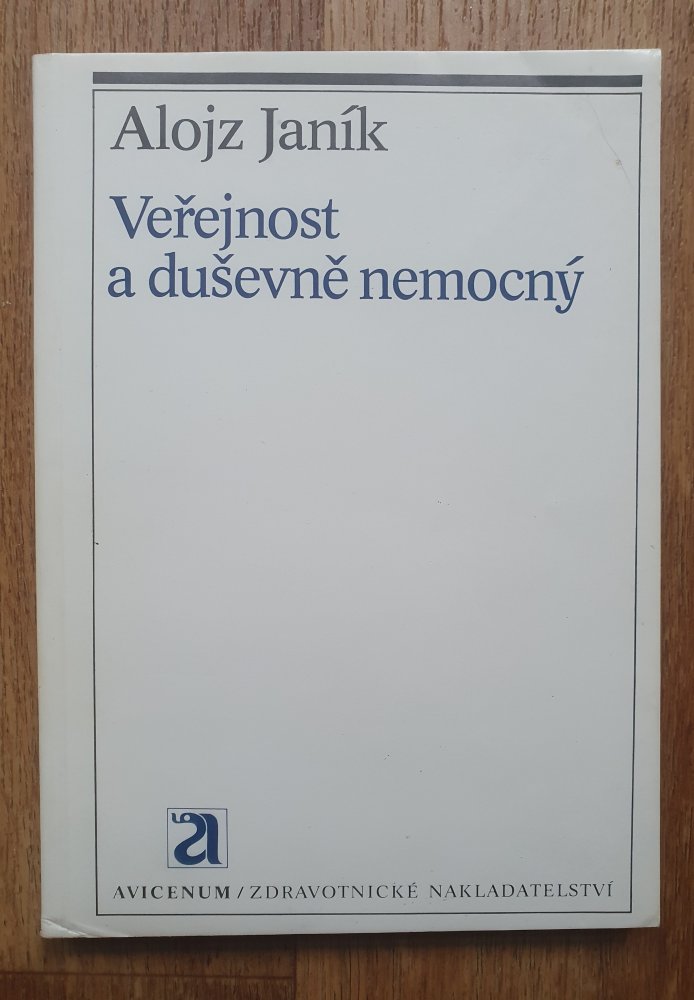 Alojz Janík
Veřejnost
a duševně nemocný
AVICENUM / ZDRAVOTNICKÉ NAKLADATELSTVÍ